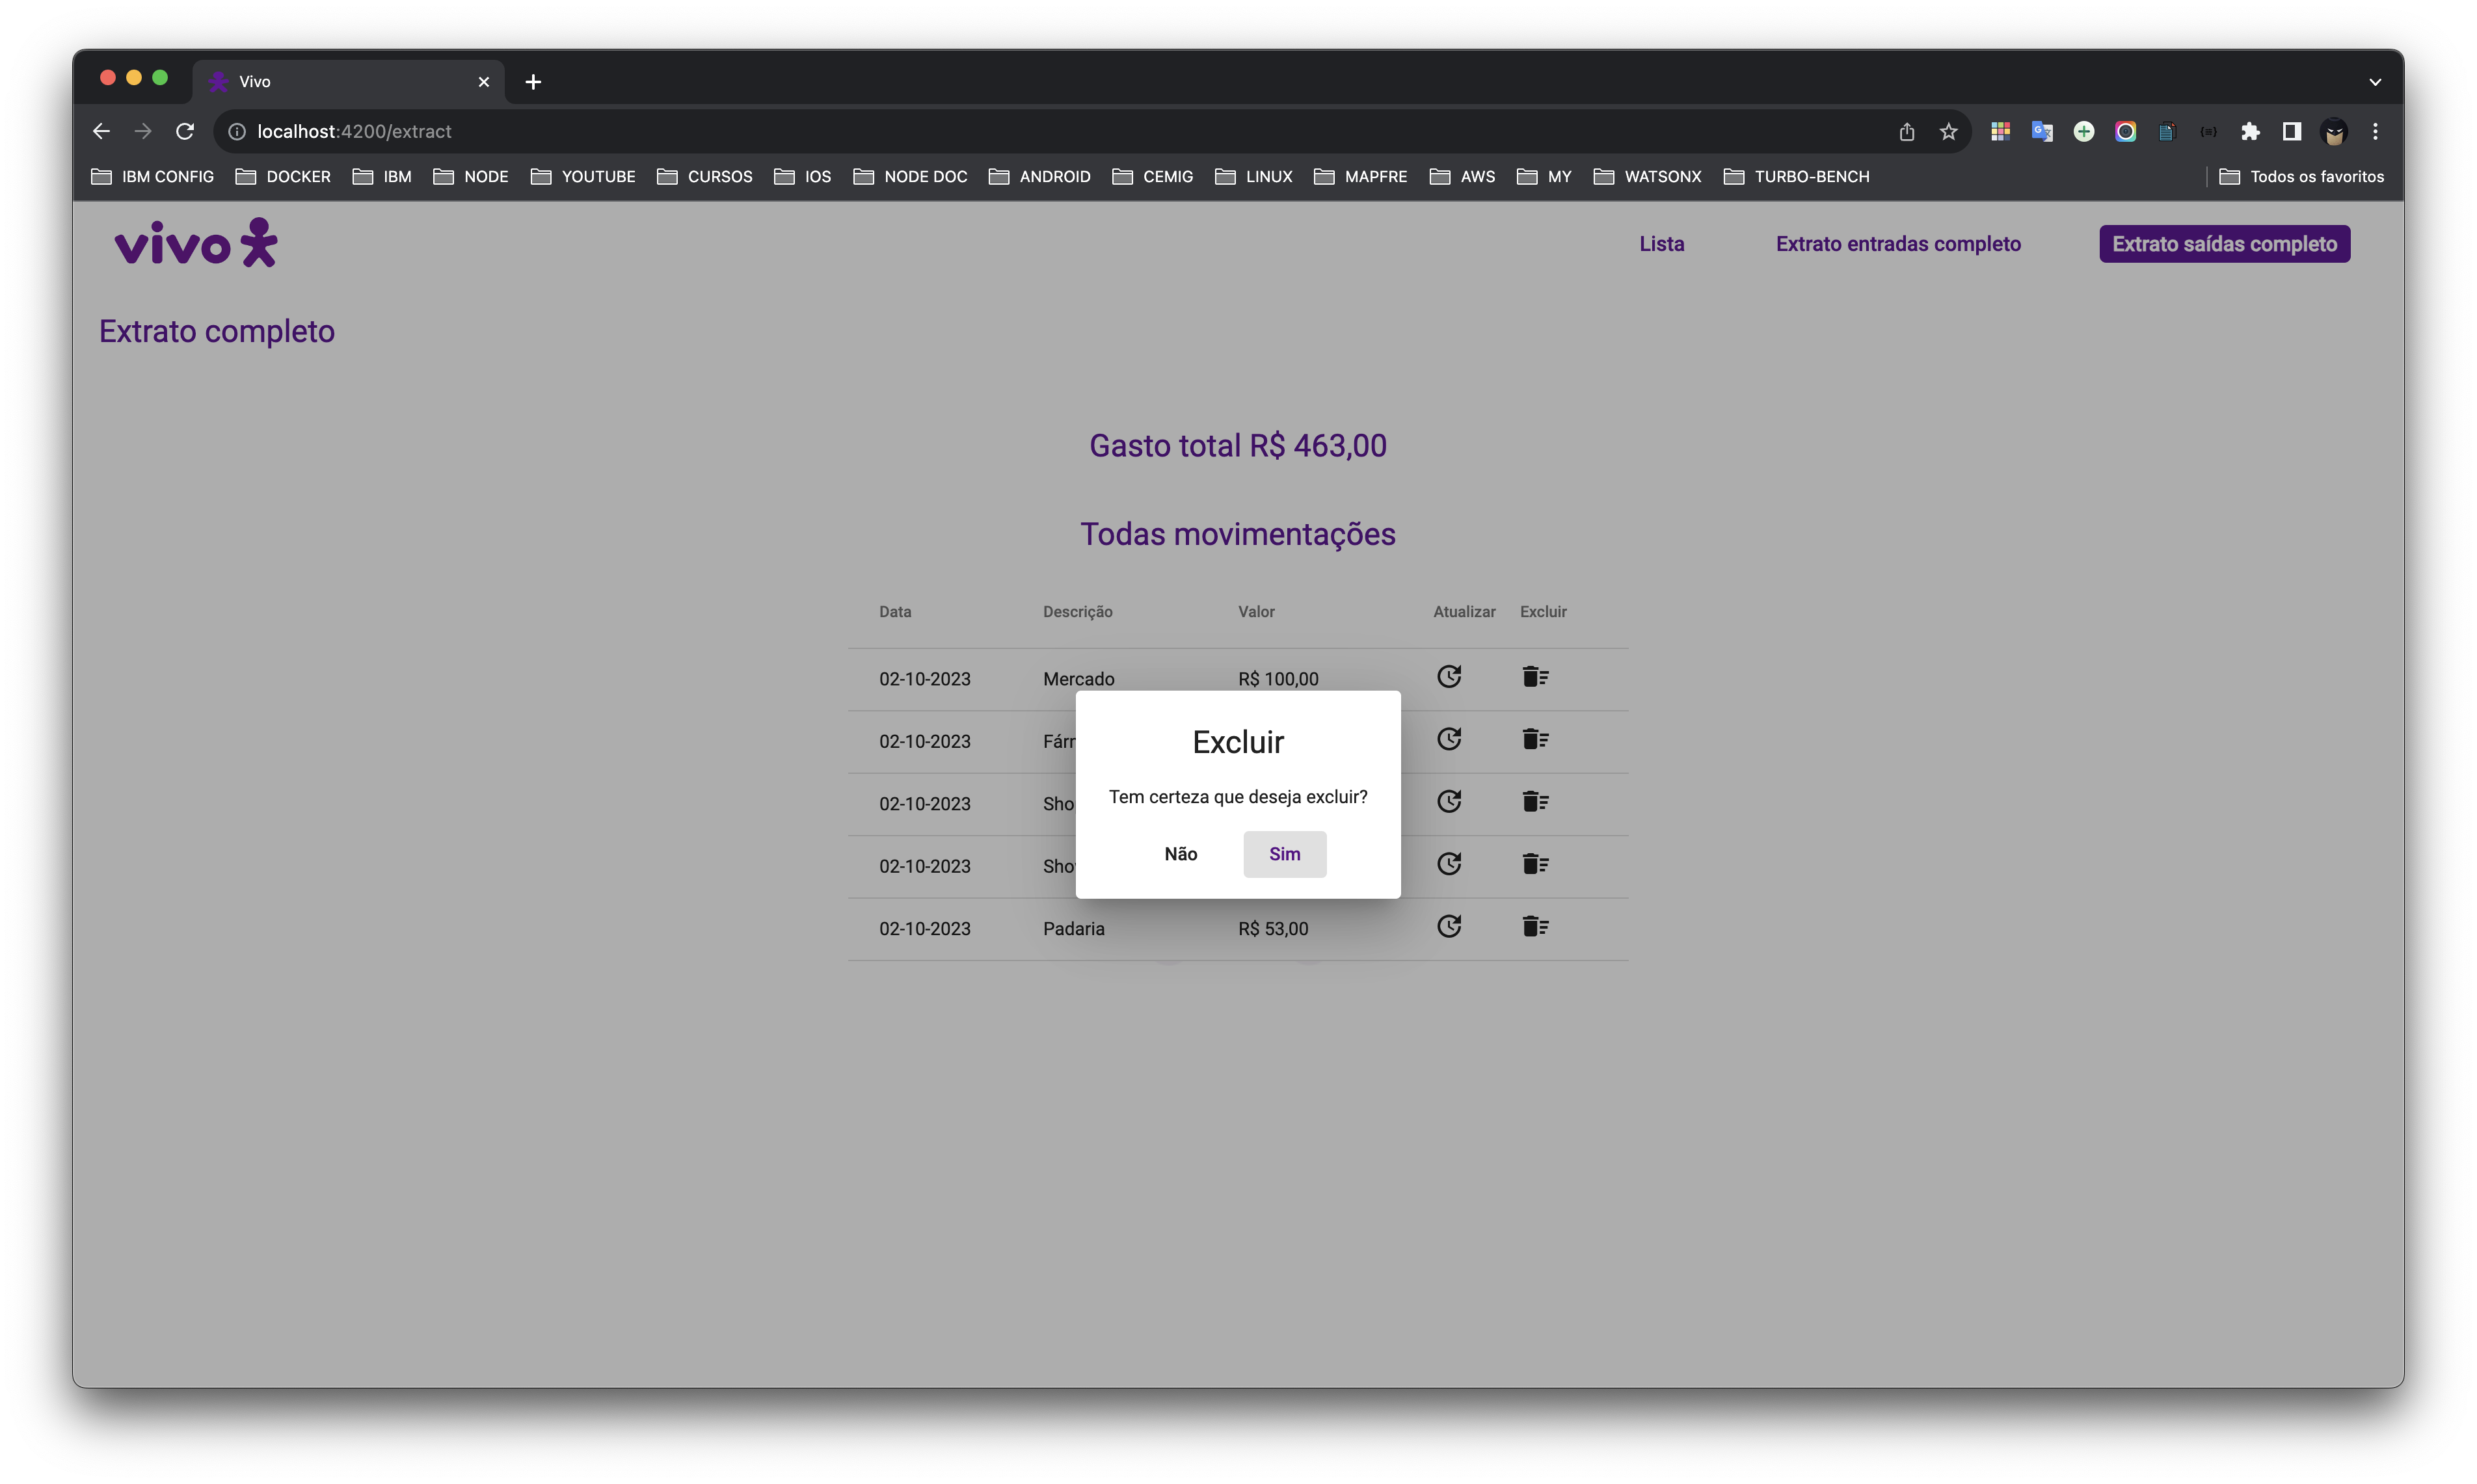 Vivo
localhost:4200/extract
IBM CONFIG DOCKER IBM NODE YOUTUBE CURSOS IOS NODE DOC ANDROID CEMIG LINUX MAPFRE AWS MY WATSONX TURBO-BENCH Todos os favoritos
vivo Lista Extrato entradas completo Extrato saídas completo
Extrato completo
Gasto total R$ 463,00
Todas movimentações
Data Descrição Valor Atualizar Excluir
02-10-2023 Mercado R$ 100,00
02-10-2023
02-10-2023
02-10-2023
02-10-2023 Padaria R$ 53,00
Excluir
Tem certeza que deseja excluir?
Não Sim